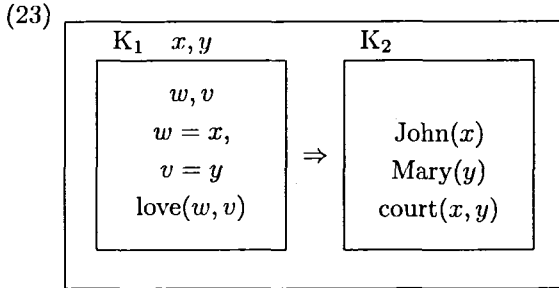 (23)
K₁ x, y K₂
w, v
w = x,
v = y
love(w, v)
⇒
John(x)
Mary(y)
court(x, y)